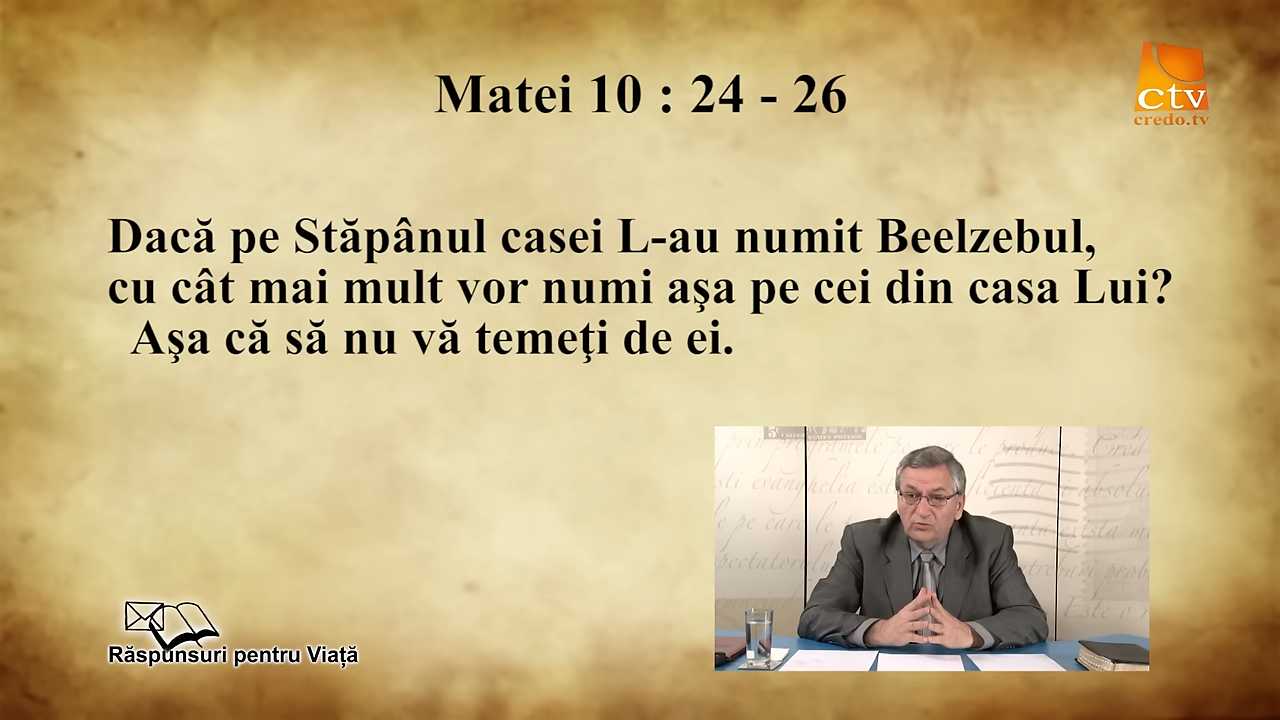 Matei 10 : 24 - 26
ctv
credo.tv
Dacă pe Stăpânul casei L-au numit Beelzebul,
cu cât mai mult vor numi aşa pe cei din casa Lui?
Aşa că să nu vă temeţi de ei.
Răspunsuri pentru Viaţă